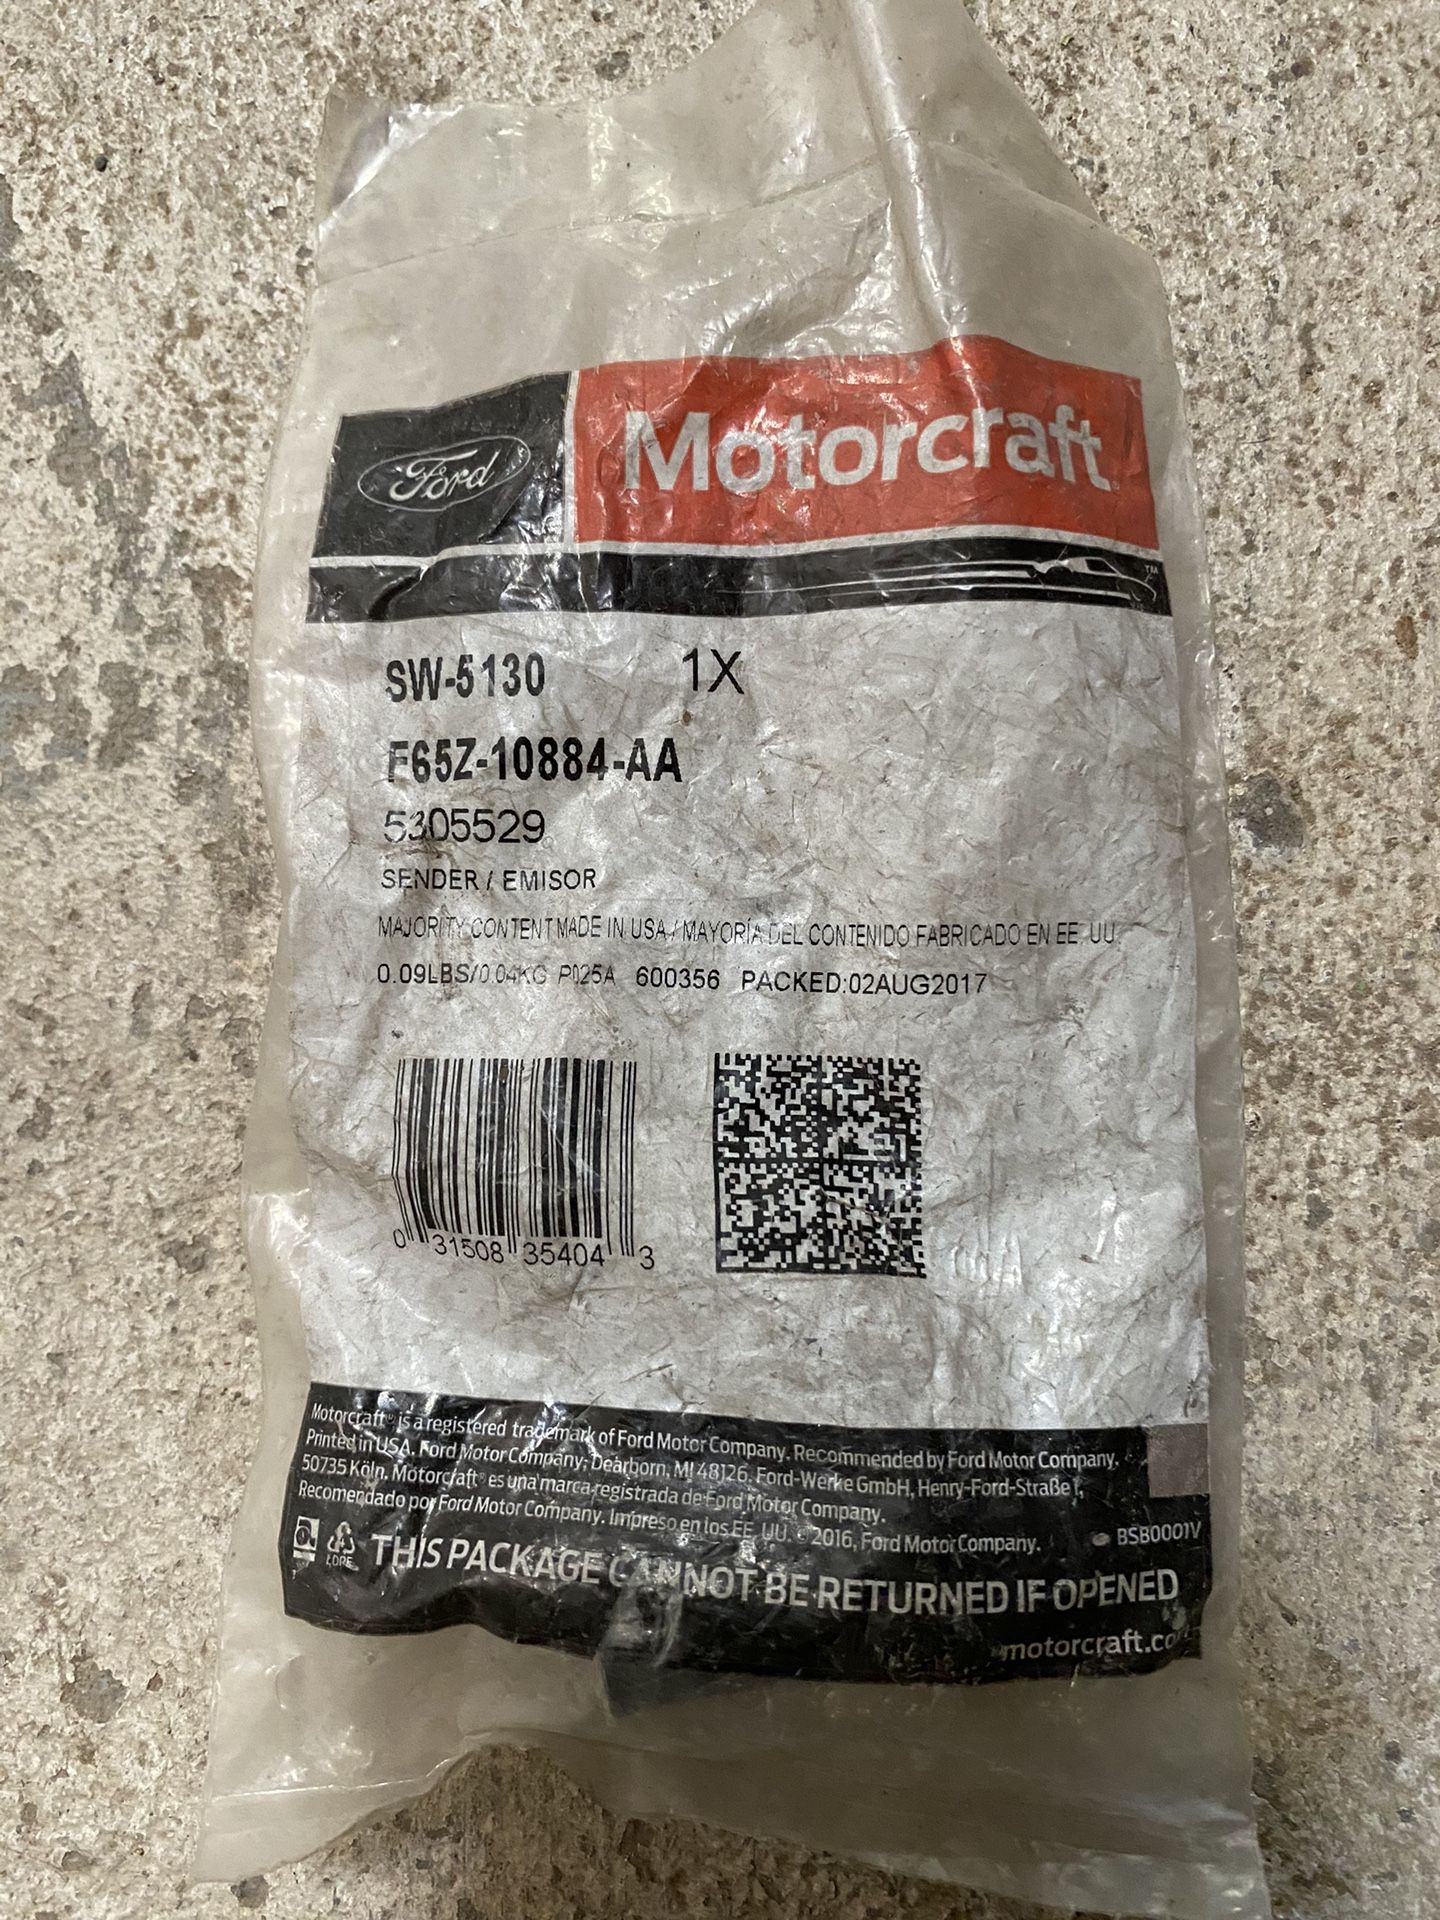 Ford Motorcraft
TM
SW-5130 1X
F65Z-10884-AA
5305529
SENDER / EMISOR
MAJORITY CONTENT MADE IN USA / MAYORÍA DEL CONTENIDO FABRICADO EN EE. UU.
0.09LBS/0.04KG P025A 600356 PACKED:02AUG2017
0 31508 35404 3
Motorcraft® is a registered trademark of Ford Motor Company. Recommended by Ford Motor Company.
Printed in USA. Ford Motor Company, Dearborn, MI 48126. Ford-Werke GmbH, Henry-Ford-Straße 1,
50735 Köln. Motorcraft® es una marca registrada de Ford Motor Company.
Recomendado por Ford Motor Company. Impreso en los EE. UU. ©2016, Ford Motor Company.
BSB0001V
LDPE
THIS PACKAGE CANNOT BE RETURNED IF OPENED
motorcraft.co